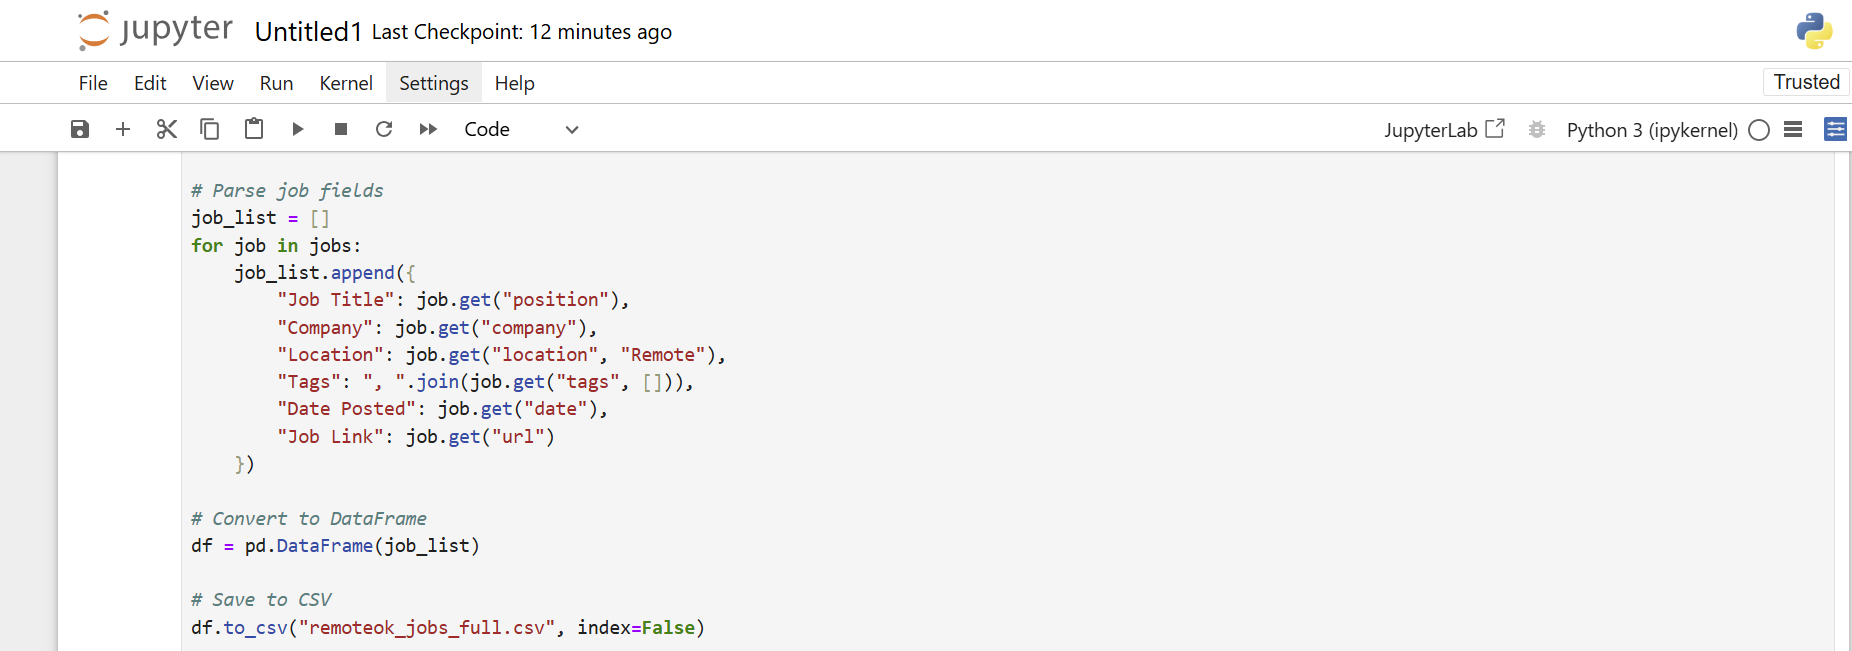 jupyter Untitled1 Last Checkpoint: 12 minutes ago
File Edit View Run Kernel Settings Help Trusted
Code JupyterLab Python 3 (ipykernel)
# Parse job fields
job_list = []
for job in jobs:
    job_list.append({
        "Job Title": job.get("position"),
        "Company": job.get("company"),
        "Location": job.get("location", "Remote"),
        "Tags": ", ".join(job.get("tags", [])),
        "Date Posted": job.get("date"),
        "Job Link": job.get("url")
    })
# Convert to DataFrame
df = pd.DataFrame(job_list)
# Save to CSV
df.to_csv("remoteok_jobs_full.csv", index=False)